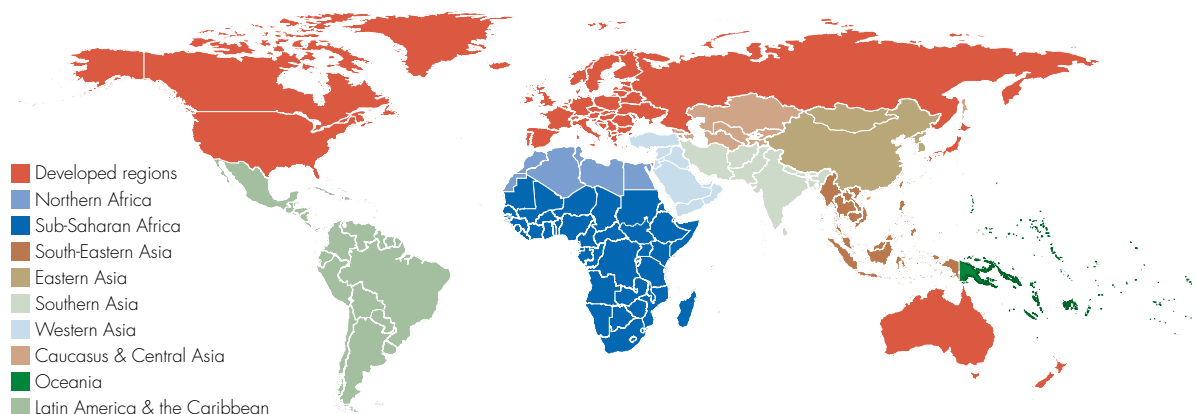 Developed regions
Northern Africa
Sub-Saharan Africa
South-Eastern Asia
Eastern Asia
Southern Asia
Western Asia
Caucasus & Central Asia
Oceania
Latin America & the Caribbean